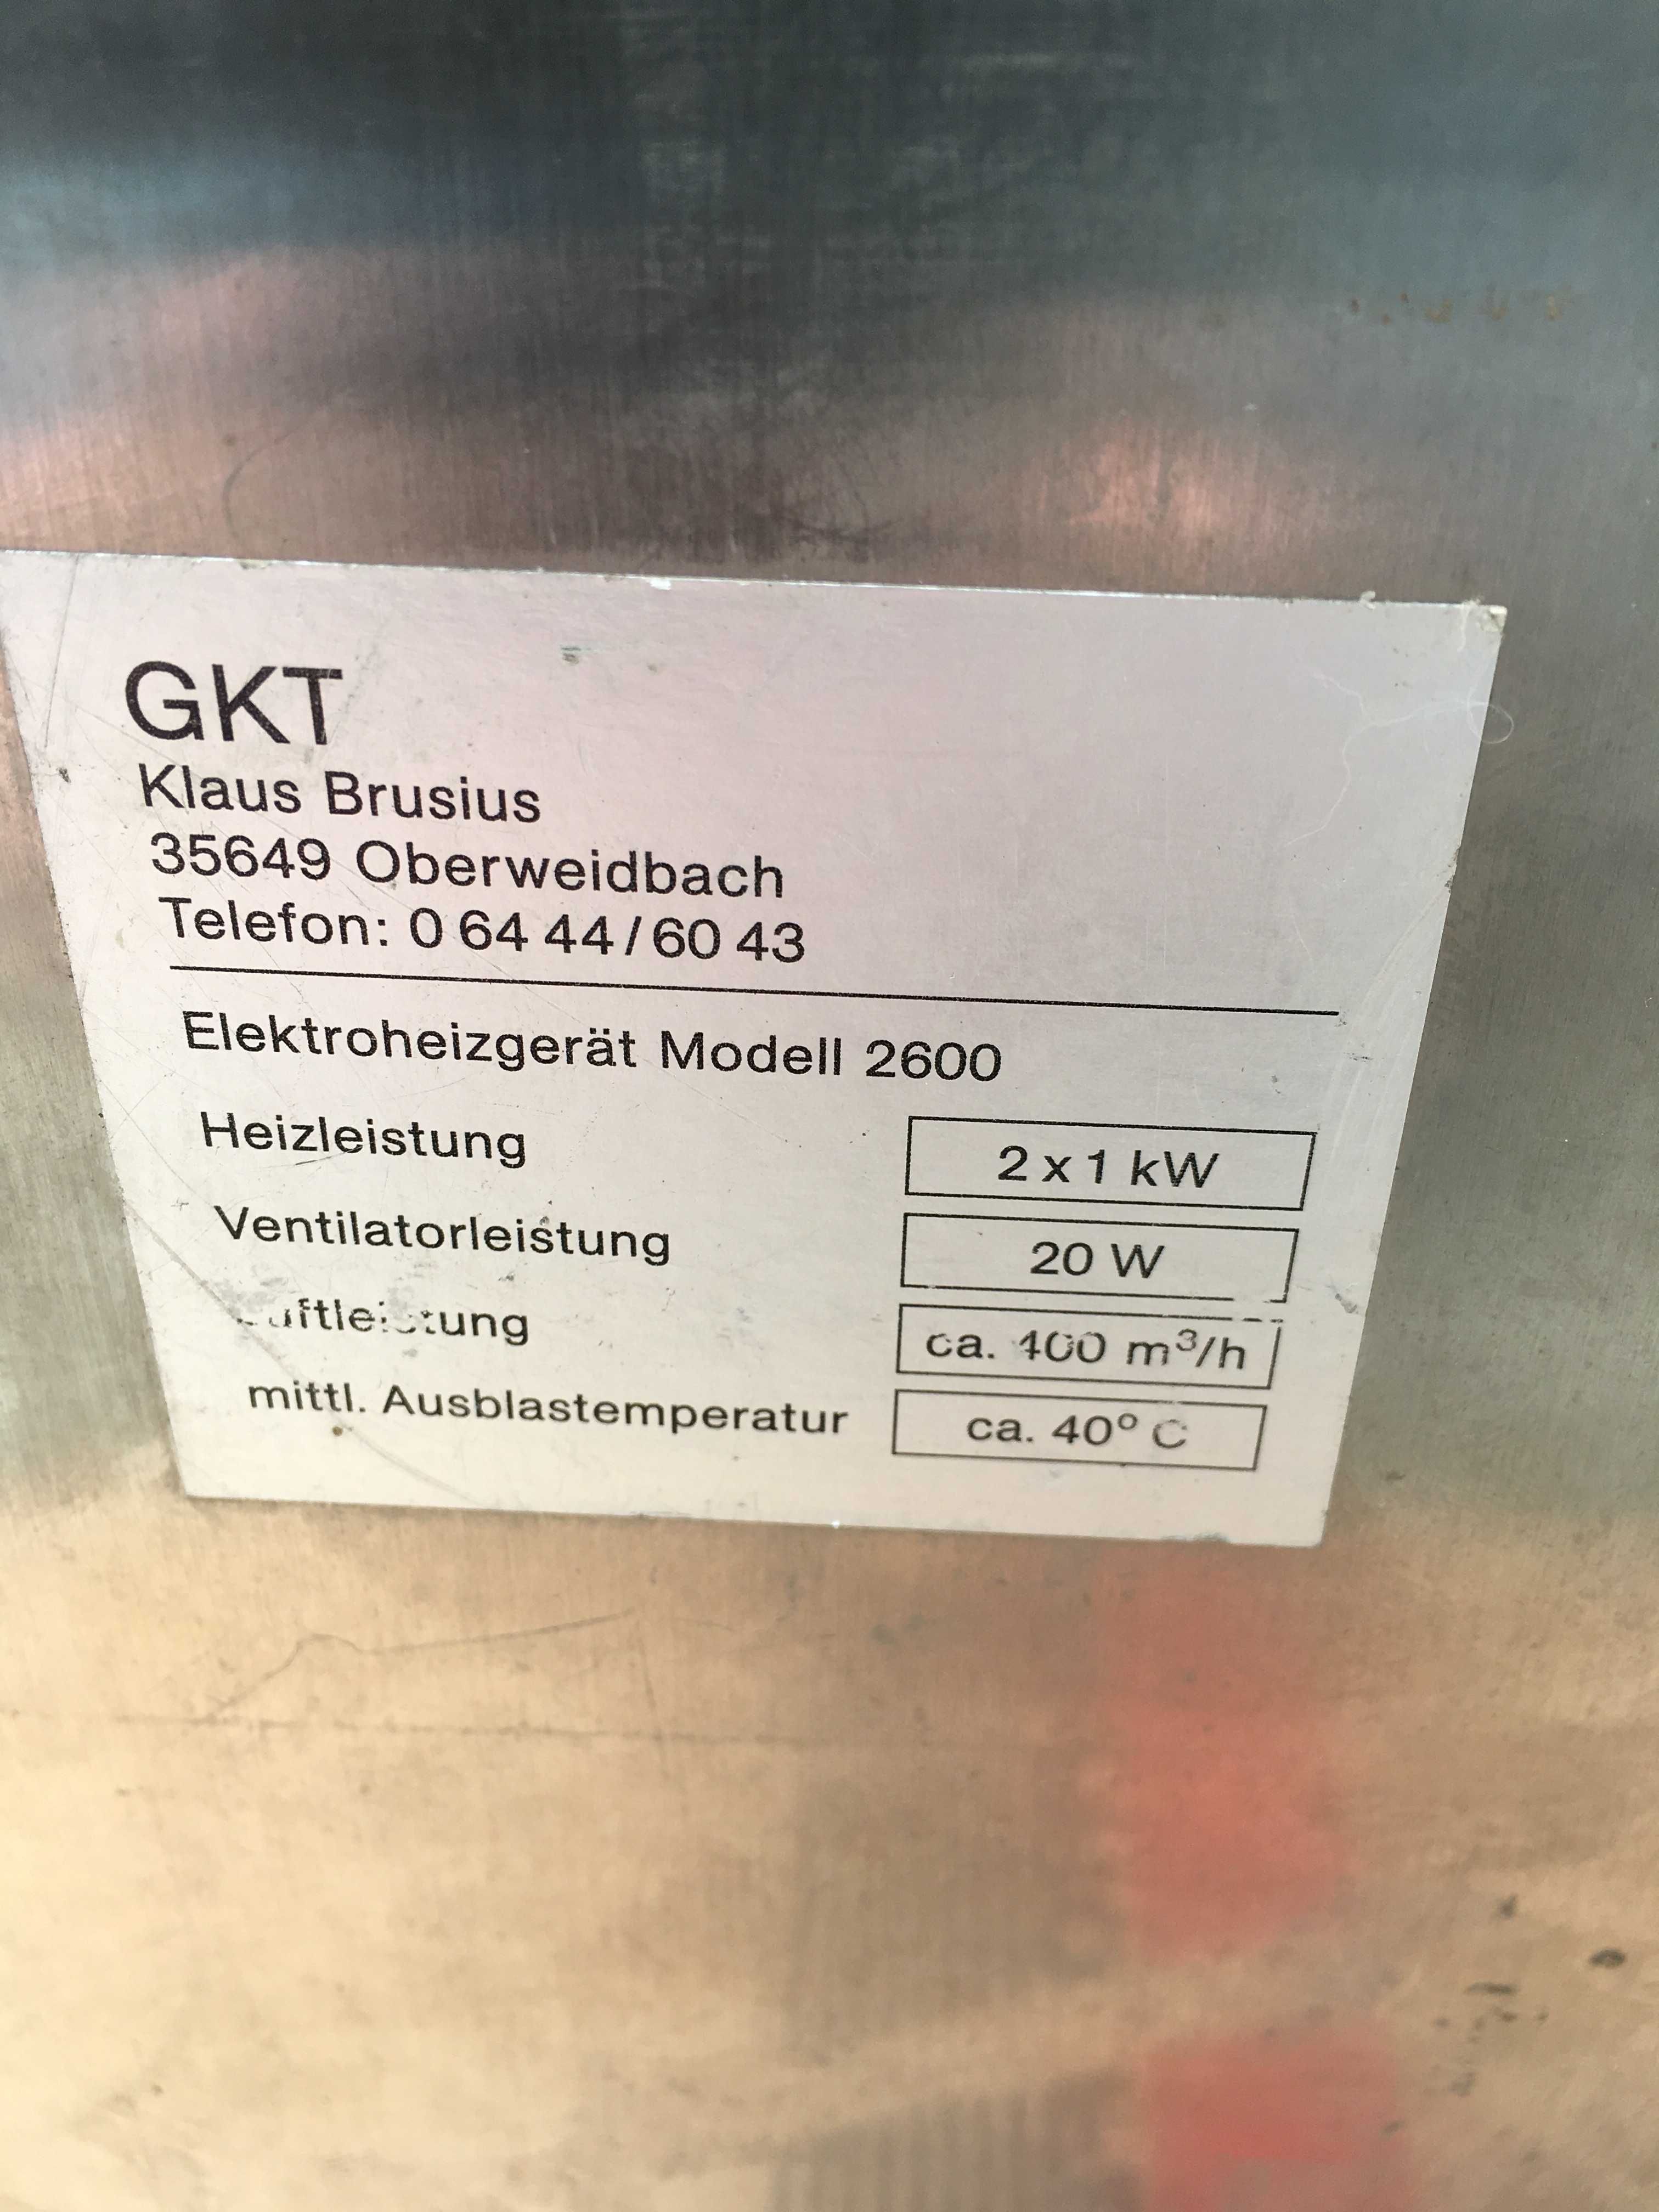 GKT
Klaus Brusius
35649 Oberweidbach
Telefon: 0 64 44/60 43
Elektroheizgerät Modell 2600
Heizleistung 2 x 1 kW
Ventilatorleistung 20 W
Luftleistung ca. 400 m³/h
mittl. Ausblastemperatur ca. 40° C